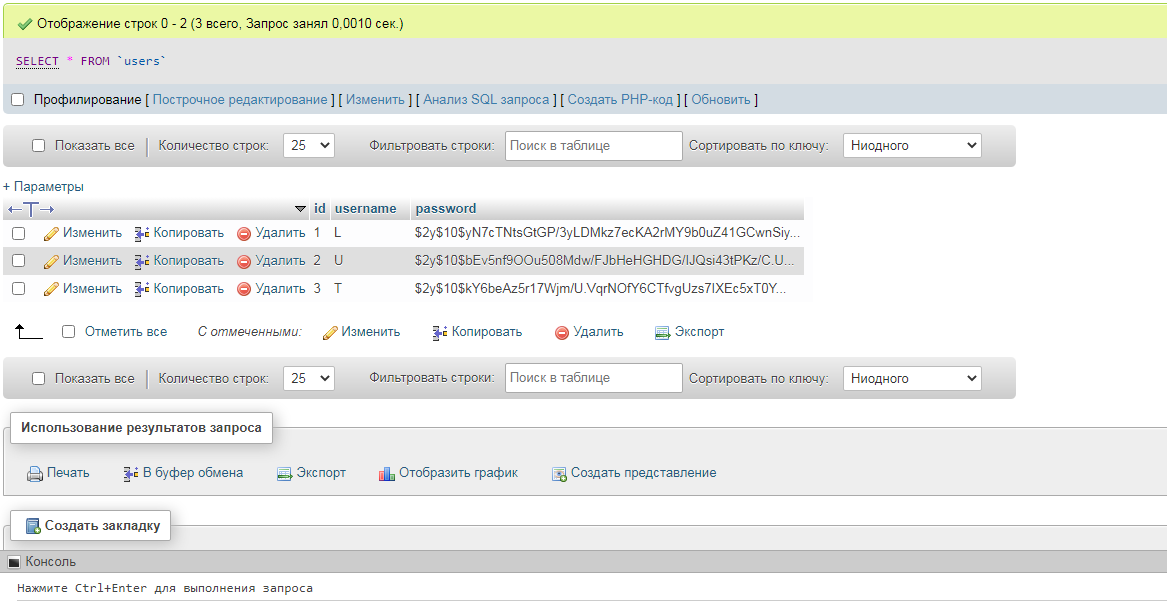 Отображение строк 0 - 2 (3 всего, Запрос занял 0,0010 сек.)
SELECT * FROM `users`
Профилирование [ Построчное редактирование ] [ Изменить ] [ Анализ SQL запроса ] [ Создать PHP-код ] [ Обновить ]
Показать все Количество строк: 25 Фильтровать строки: Поиск в таблице Сортировать по ключу: Ниодного
+ Параметры
←T→ id username password
Изменить Копировать Удалить 1 L $2y$10$yN7cTNtsGtGP/3yLDMkz7ecKA2rMY9b0uZ41GCwnSiy...
Изменить Копировать Удалить 2 U $2y$10$bEv5nf9OOu508Mdw/FJbHeHGHDG/IJQsi43tPKz/C.U...
Изменить Копировать Удалить 3 T $2y$10$kY6beAz5r17Wjm/U.VqrNOfY6CTfvgUzs7IXEc5xT0Y...
Отметить все С отмеченными: Изменить Копировать Удалить Экспорт
Показать все Количество строк: 25 Фильтровать строки: Поиск в таблице Сортировать по ключу: Ниодного
Использование результатов запроса
Печать В буфер обмена Экспорт Отобразить график Создать представление
Создать закладку
Консоль
Нажмите Ctrl+Enter для выполнения запроса